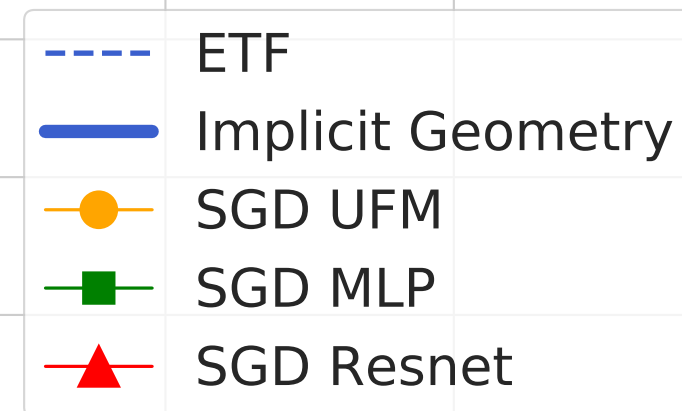 ETF
Implicit Geometry
SGD UFM
SGD MLP
SGD Resnet